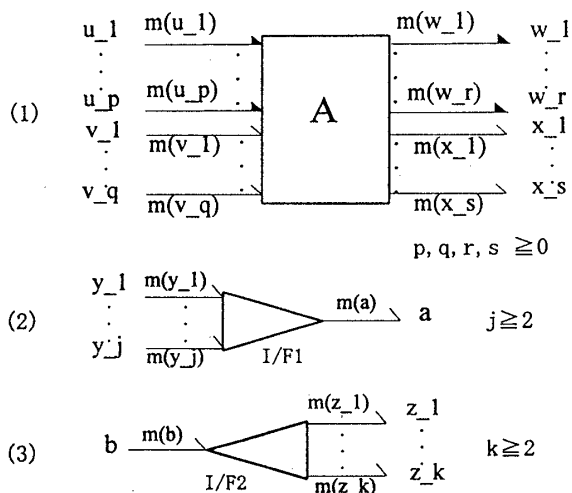 u_1 m(u_1) m(w_1) w_1
(1) u_p m(u_p) A m(w_r) w_r
v_1 m(v_1) m(x_1) x_1
v_q m(v_q) m(x_s) x_s
p, q, r, s ≧0
(2) y_1 m(y_1) m(a) a j≧2
y_j m(y_j) I/F1
(3) b m(b) m(z_1) z_1 k≧2
I/F2 m(z_k) z_k